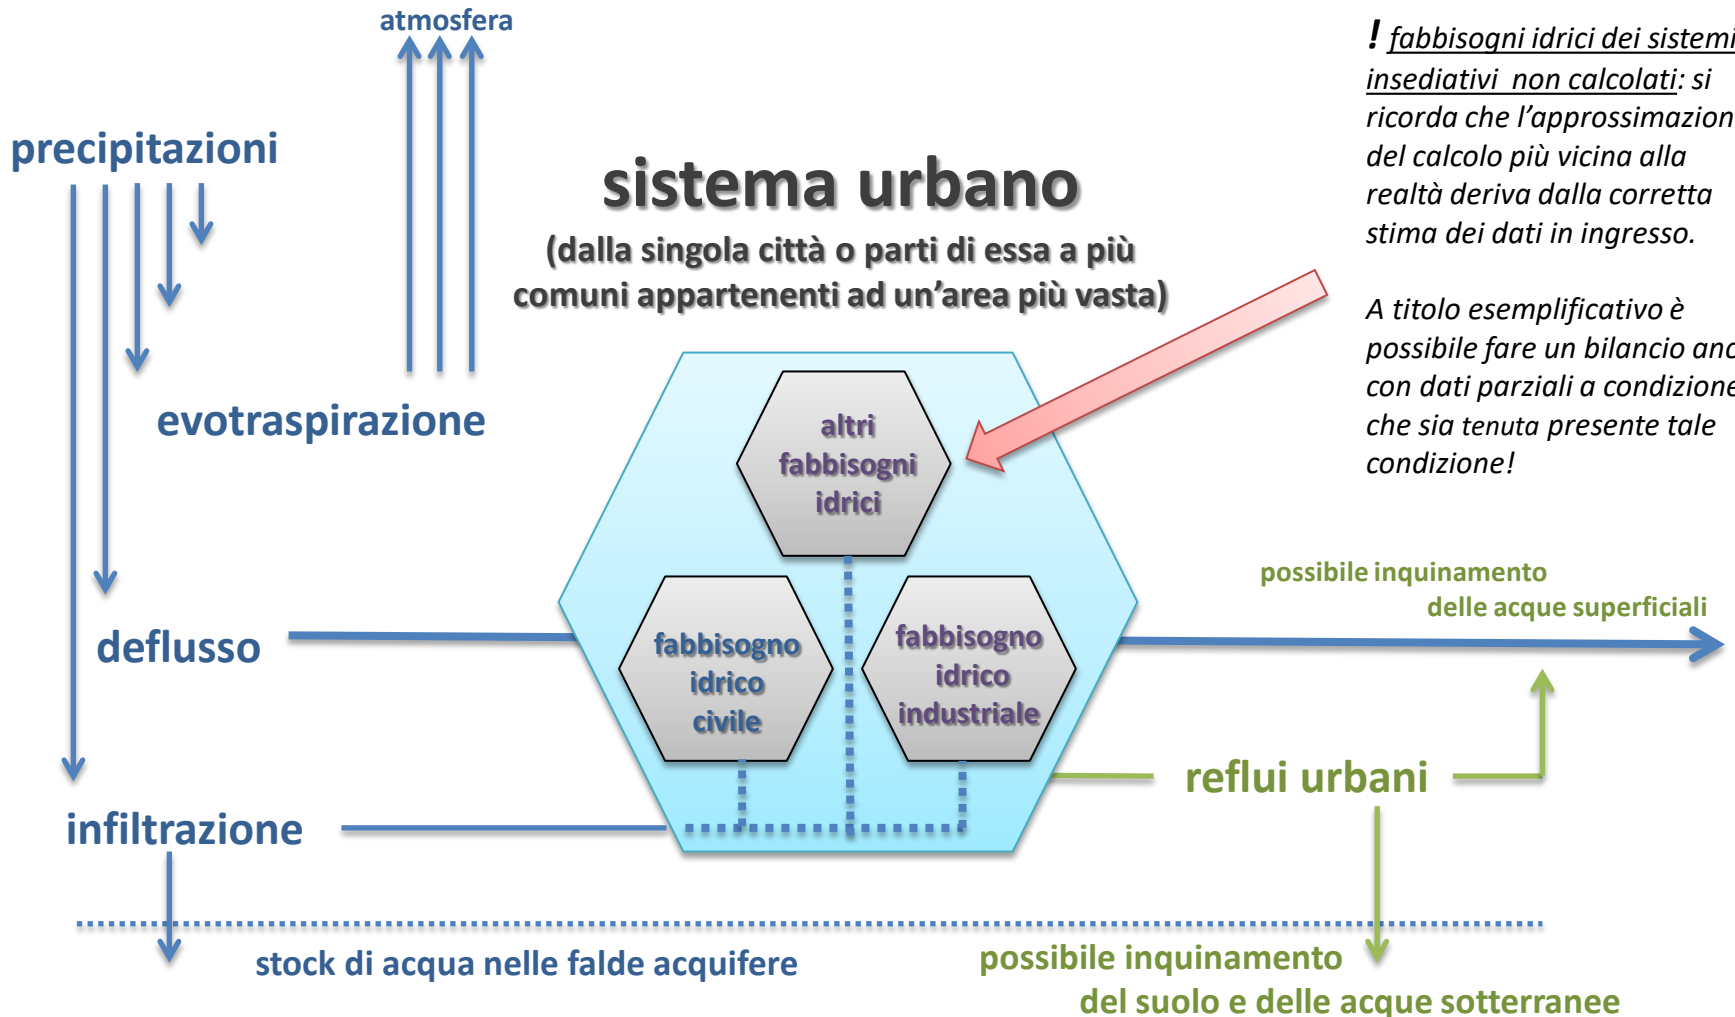 atmosfera
precipitazioni
sistema urbano
(dalla singola città o parti di essa a più
comuni appartenenti ad un’area più vasta)
! fabbisogni idrici dei sistemi
insediativi non calcolati: si
ricorda che l’approssimazion
del calcolo più vicina alla
realtà deriva dalla corretta
stima dei dati in ingresso.
A titolo esemplificativo è
possibile fare un bilancio anc
con dati parziali a condizione
che sia tenuta presente tale
condizione!
evotraspirazione
altri
fabbisogni
idrici
possibile inquinamento
delle acque superficiali
deflusso
fabbisogno
idrico
civile
fabbisogno
idrico
industriale
reflui urbani
infiltrazione
stock di acqua nelle falde acquifere
possibile inquinamento
del suolo e delle acque sotterranee